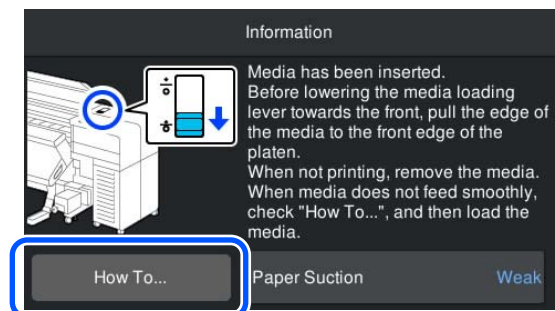 Information
Media has been inserted.
Before lowering the media loading
lever towards the front, pull the edge of
the media to the front edge of the
platen.
When not printing, remove the media.
When media does not feed smoothly,
check "How To...", and then load the
media.
How To...
Paper Suction
Weak